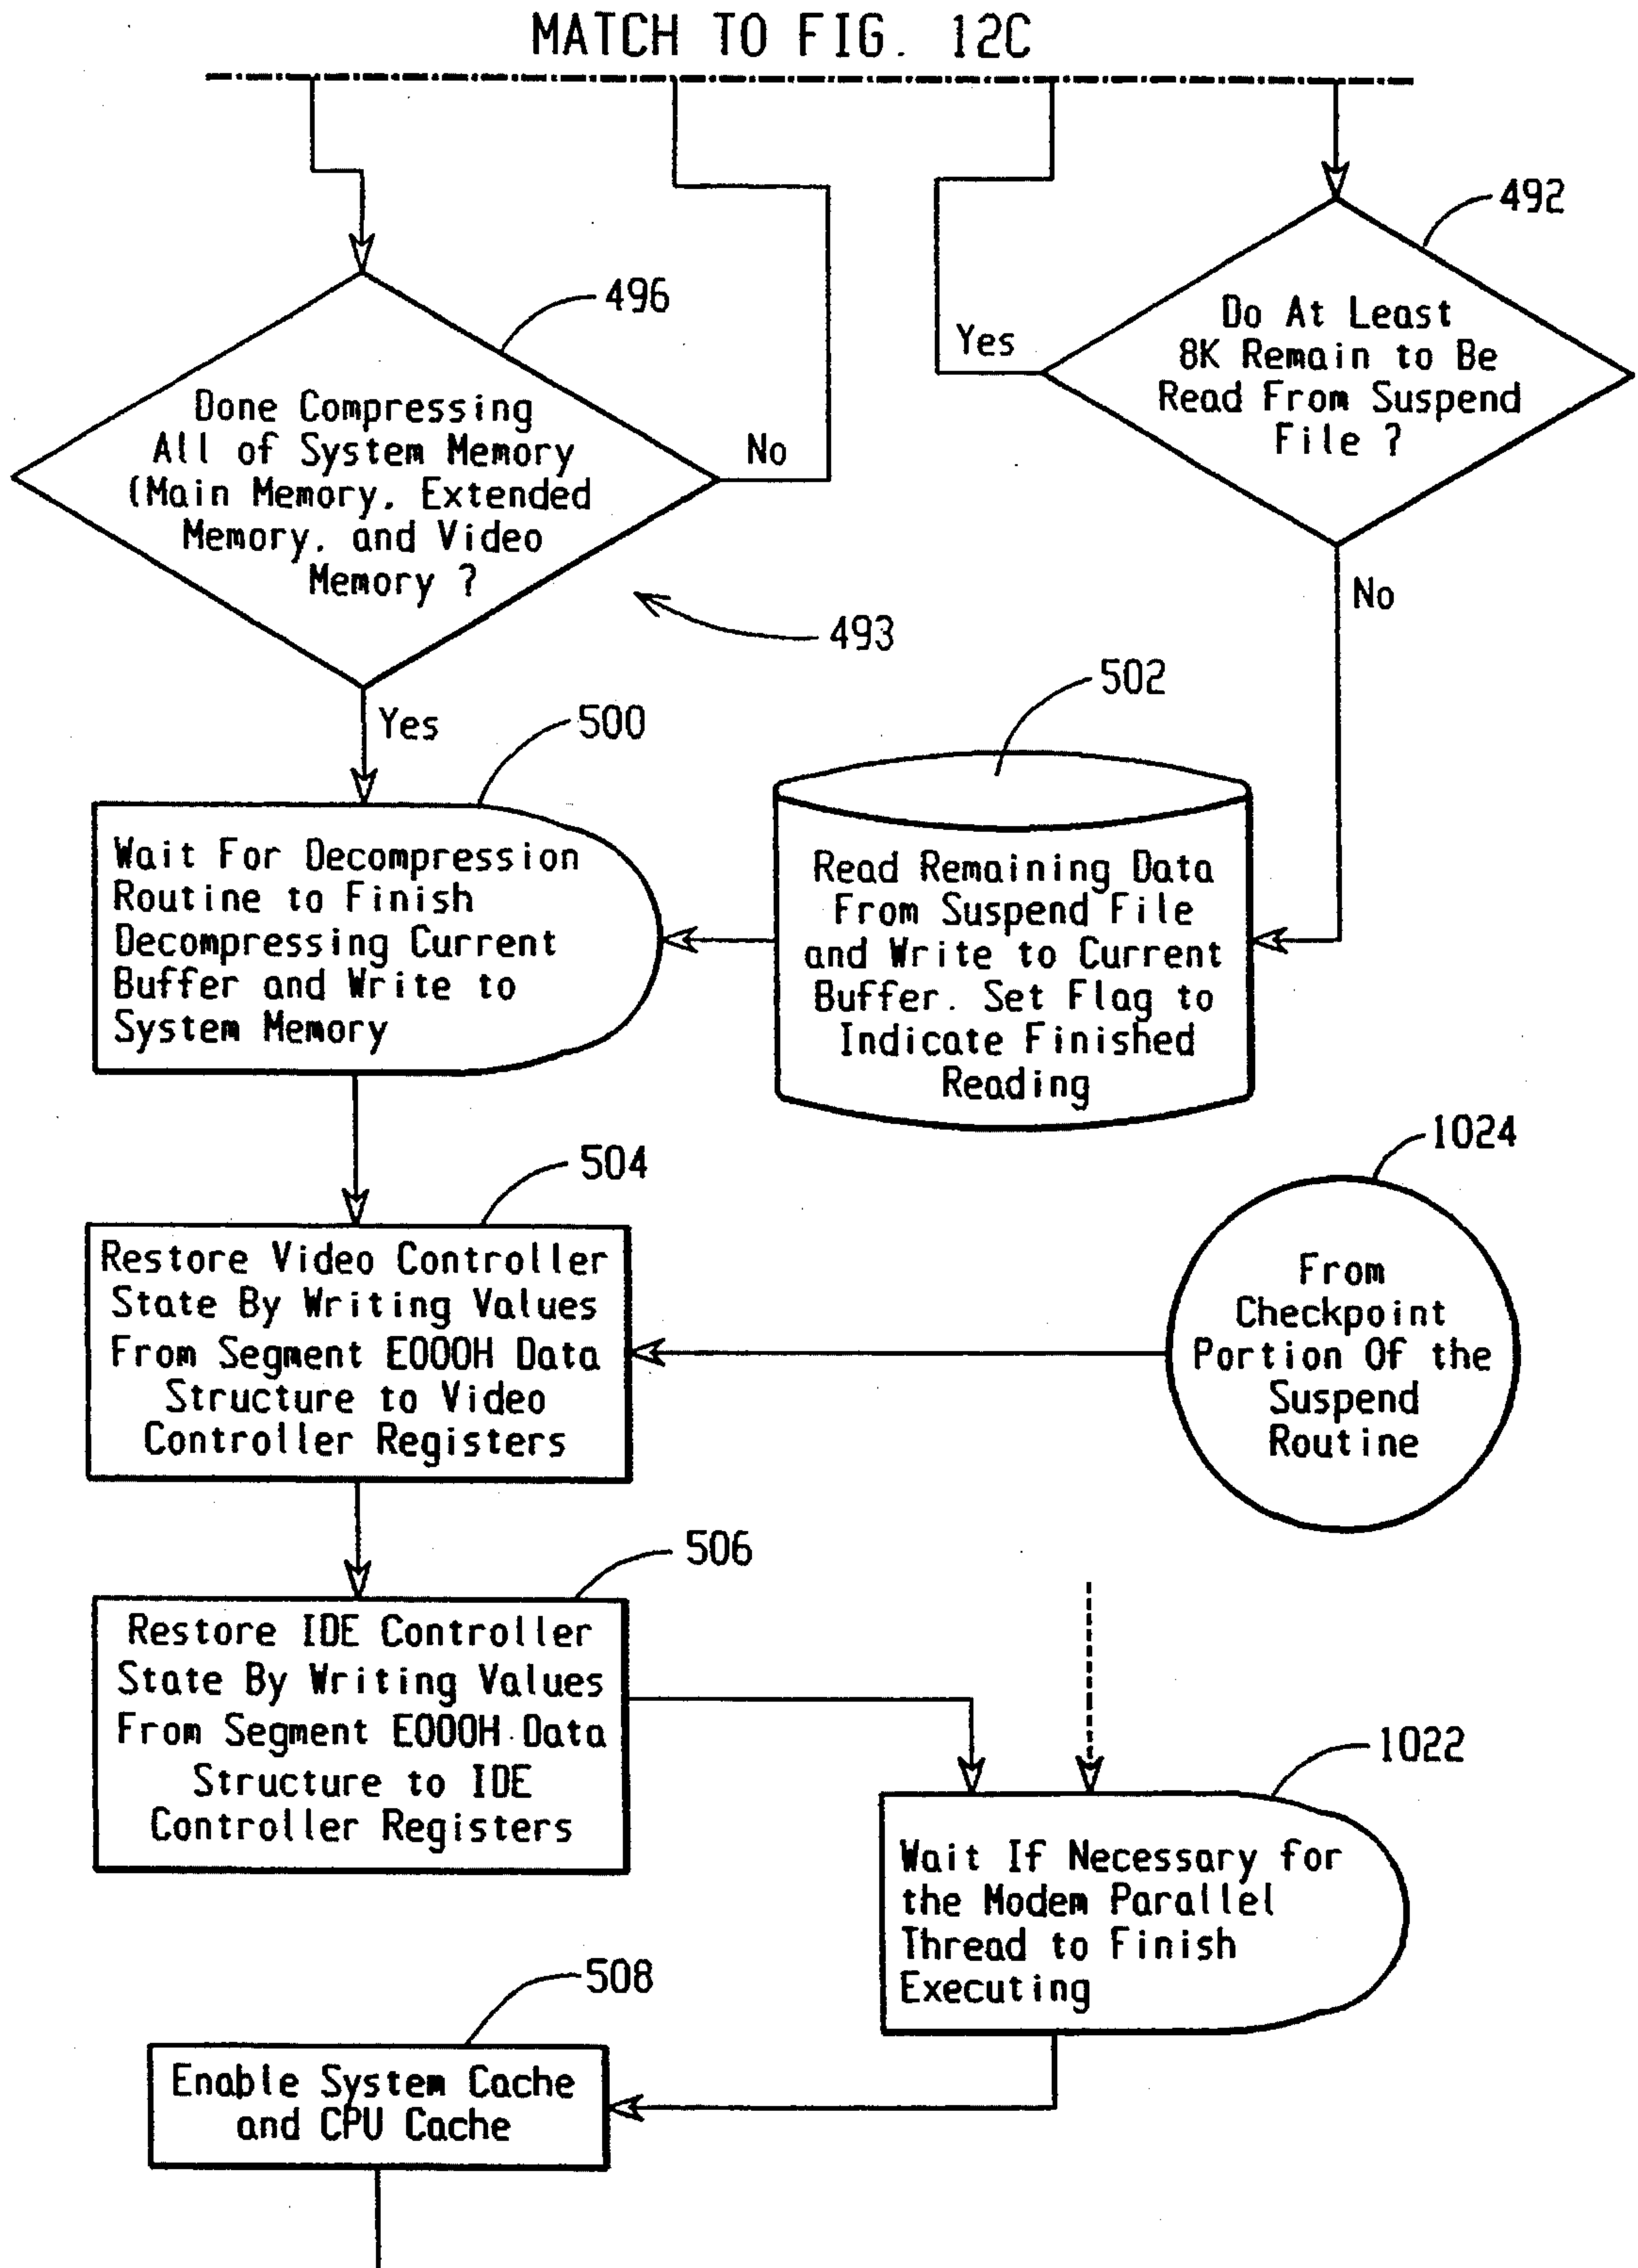 MATCH TO FIG. 12C
492
Do At Least
8K Remain to Be
Read From Suspend
File ?
Yes
No
496
Done Compressing
All of System Memory
(Main Memory, Extended
Memory, and Video
Memory ?
No
493
Yes
500
Wait For Decompression
Routine to Finish
Decompressing Current
Buffer and Write to
System Memory
502
Read Remaining Data
From Suspend File
and Write to Current
Buffer. Set Flag to
Indicate Finished
Reading
504
Restore Video Controller
State By Writing Values
From Segment E000H Data
Structure to Video
Controller Registers
1024
From
Checkpoint
Portion Of the
Suspend
Routine
506
Restore IDE Controller
State By Writing Values
From Segment E000H Data
Structure to IDE
Controller Registers
1022
Wait If Necessary for
the Modem Parallel
Thread to Finish
Executing
508
Enable System Cache
and CPU Cache